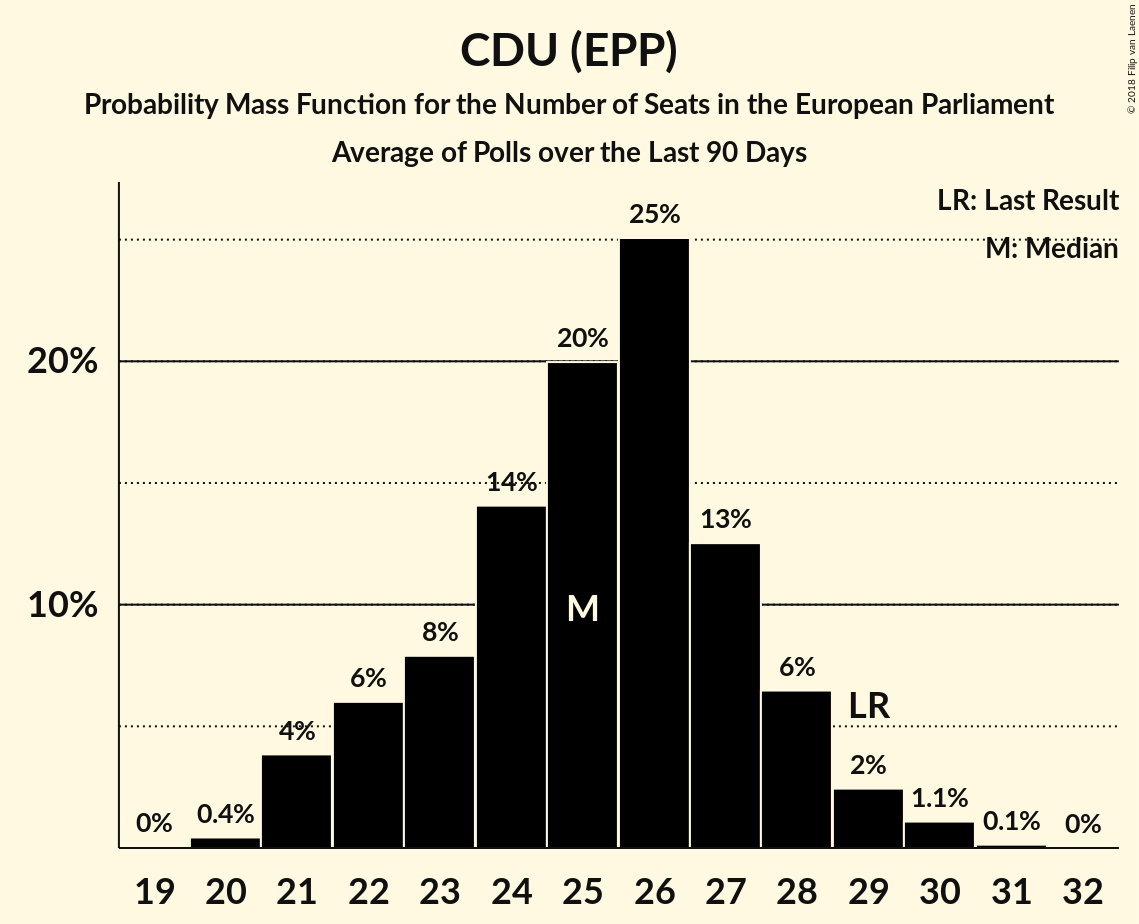 CDU (EPP)
Probability Mass Function for the Number of Seats in the European Parliament
Average of Polls over the Last 90 Days
© 2018 Filip van Laenen
LR: Last Result
M: Median
20%
10%
0%
0.4%
4%
6%
8%
14%
20%
25%
13%
6%
2%
1.1%
0.1%
0%
M
LR
19 20 21 22 23 24 25 26 27 28 29 30 31 32